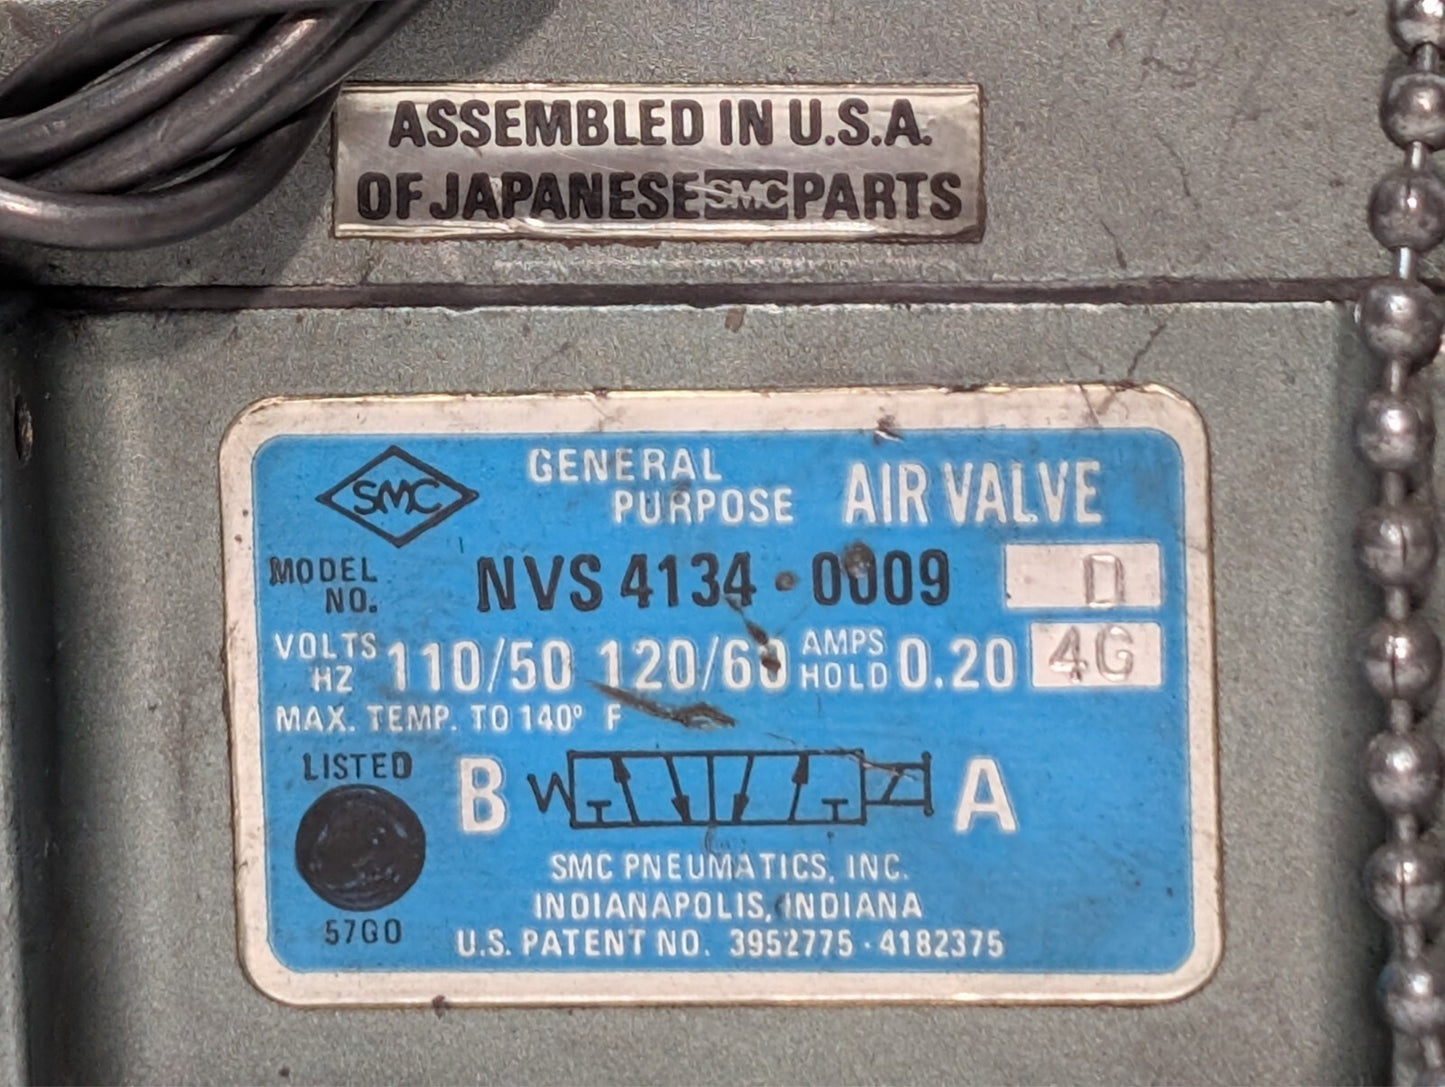 ASSEMBLED IN U.S.A.
OF JAPANESE SMC PARTS
SMC
GENERAL
PURPOSE
AIR VALVE
MODEL
NO.
NVS 4134 · 0009
D
VOLTS
HZ
110/50 120/60
AMPS
HOLD
0.20
4G
MAX. TEMP. TO 140° F
LISTED
57G0
B
A
SMC PNEUMATICS, INC.
INDIANAPOLIS, INDIANA
U.S. PATENT NO. 3952775 · 4182375